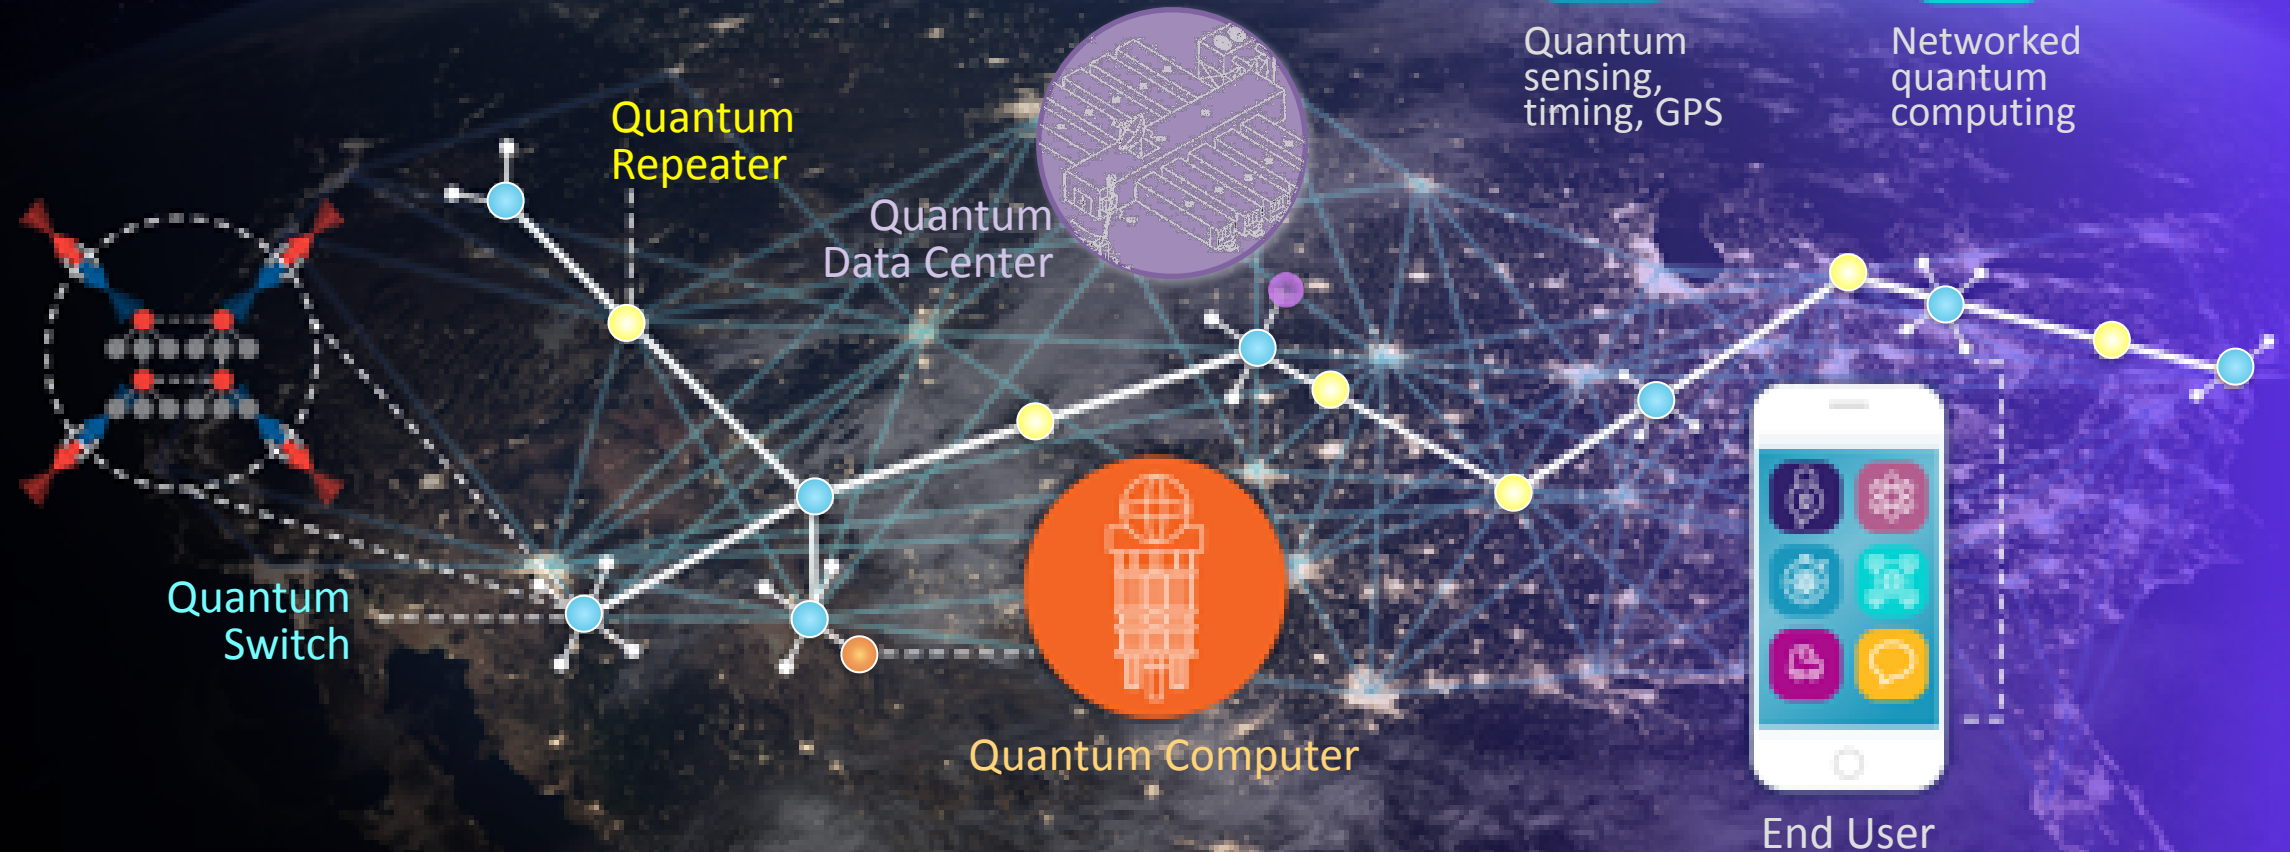 Quantum
sensing,
timing, GPS
Networked
quantum
computing
Quantum
Repeater
Quantum
Data Center
Quantum
Switch
Quantum Computer
End User